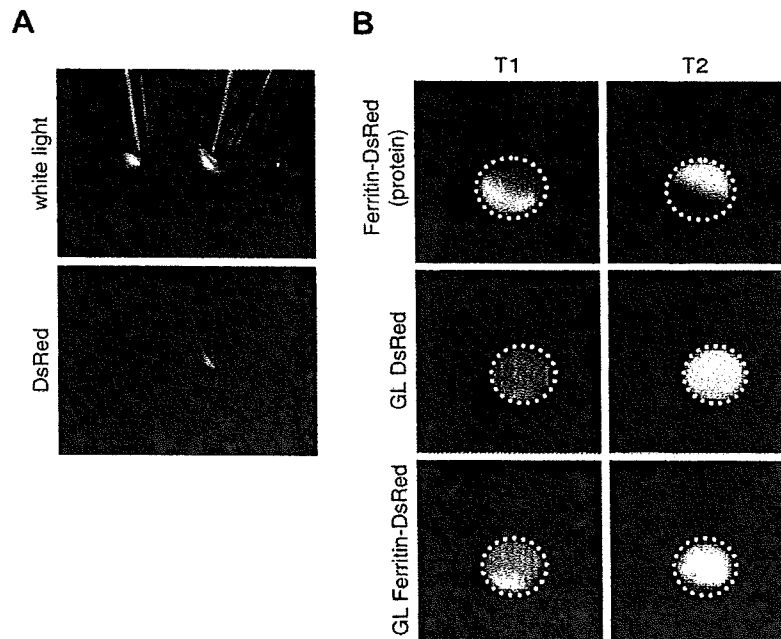 A
B
T1
T2
white light
DsRed
Ferritin-DsRed
(protein)
GL DsRed
GL Ferritin-DsRed